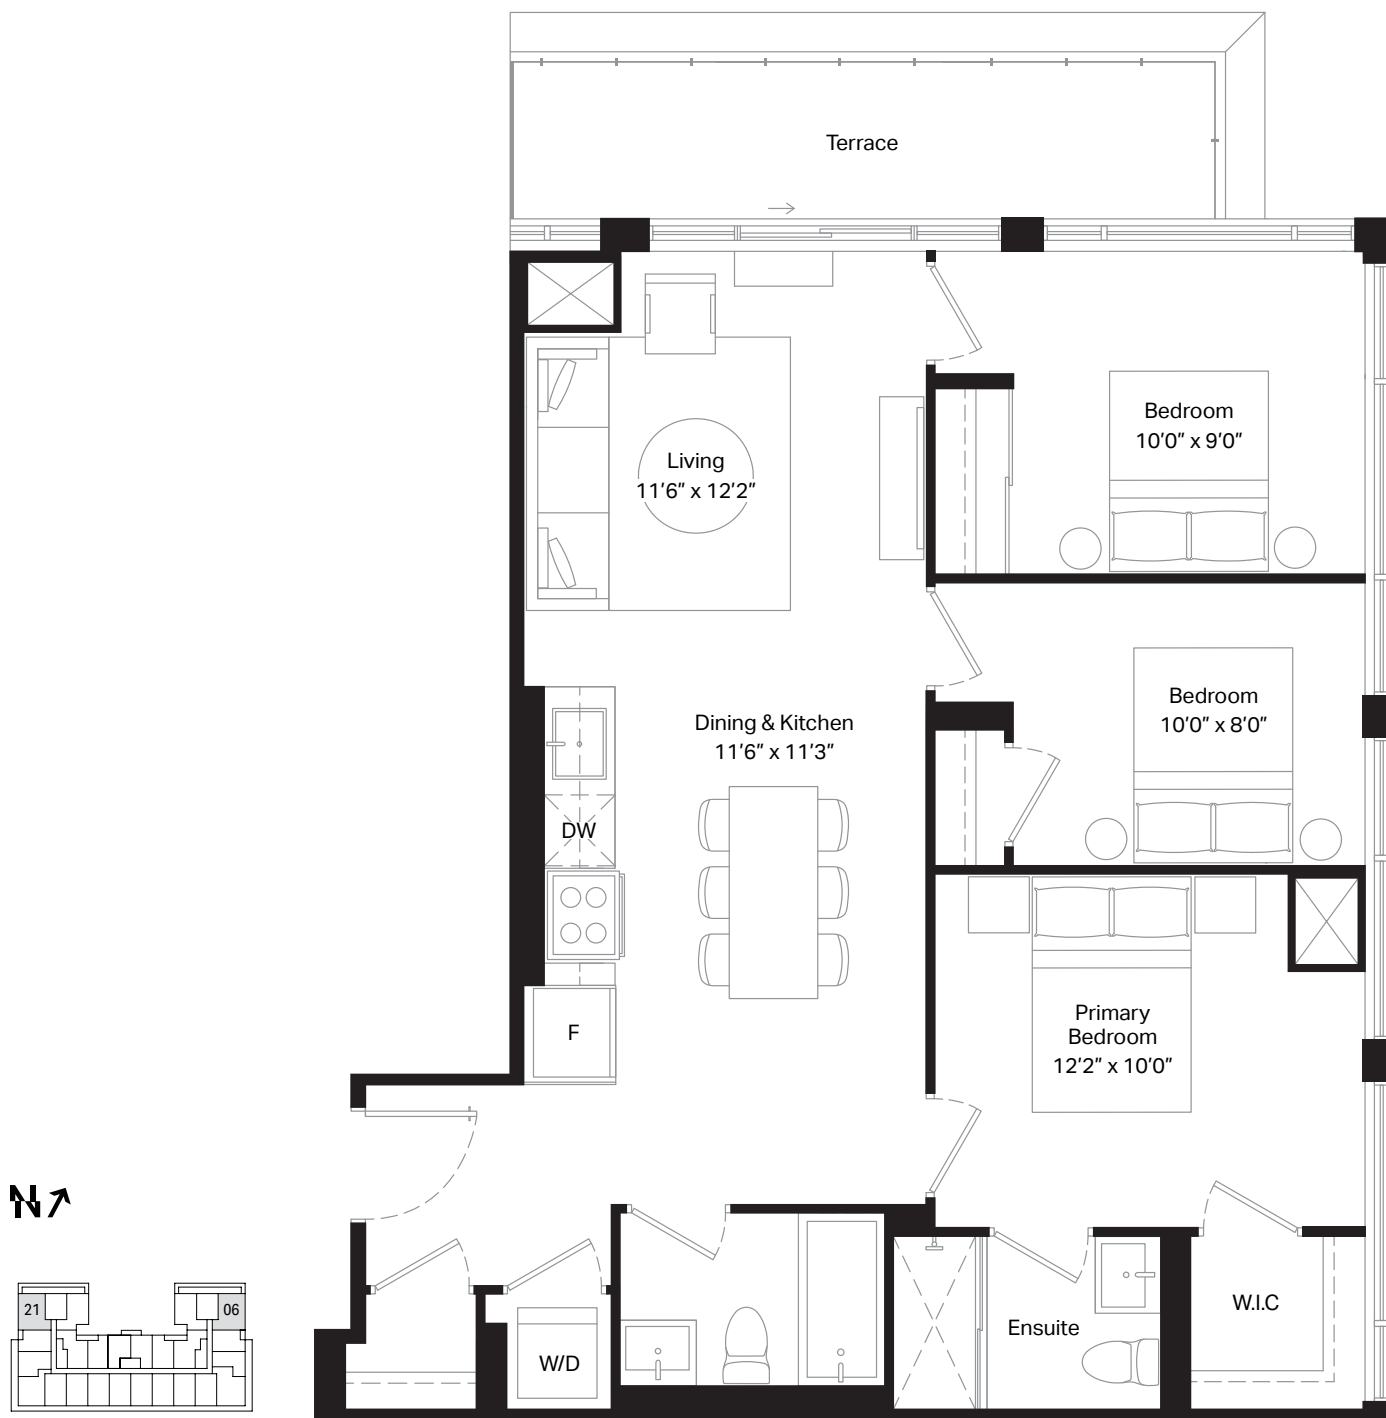 Terrace
Bedroom
10'0" x 9'0"
Living
11'6" x 12'2"
Bedroom
10'0" x 8'0"
Dining & Kitchen
11'6" x 11'3"
DW
F
Primary
Bedroom
12'2" x 10'0"
N
21
06
W/D
Ensuite
W.I.C